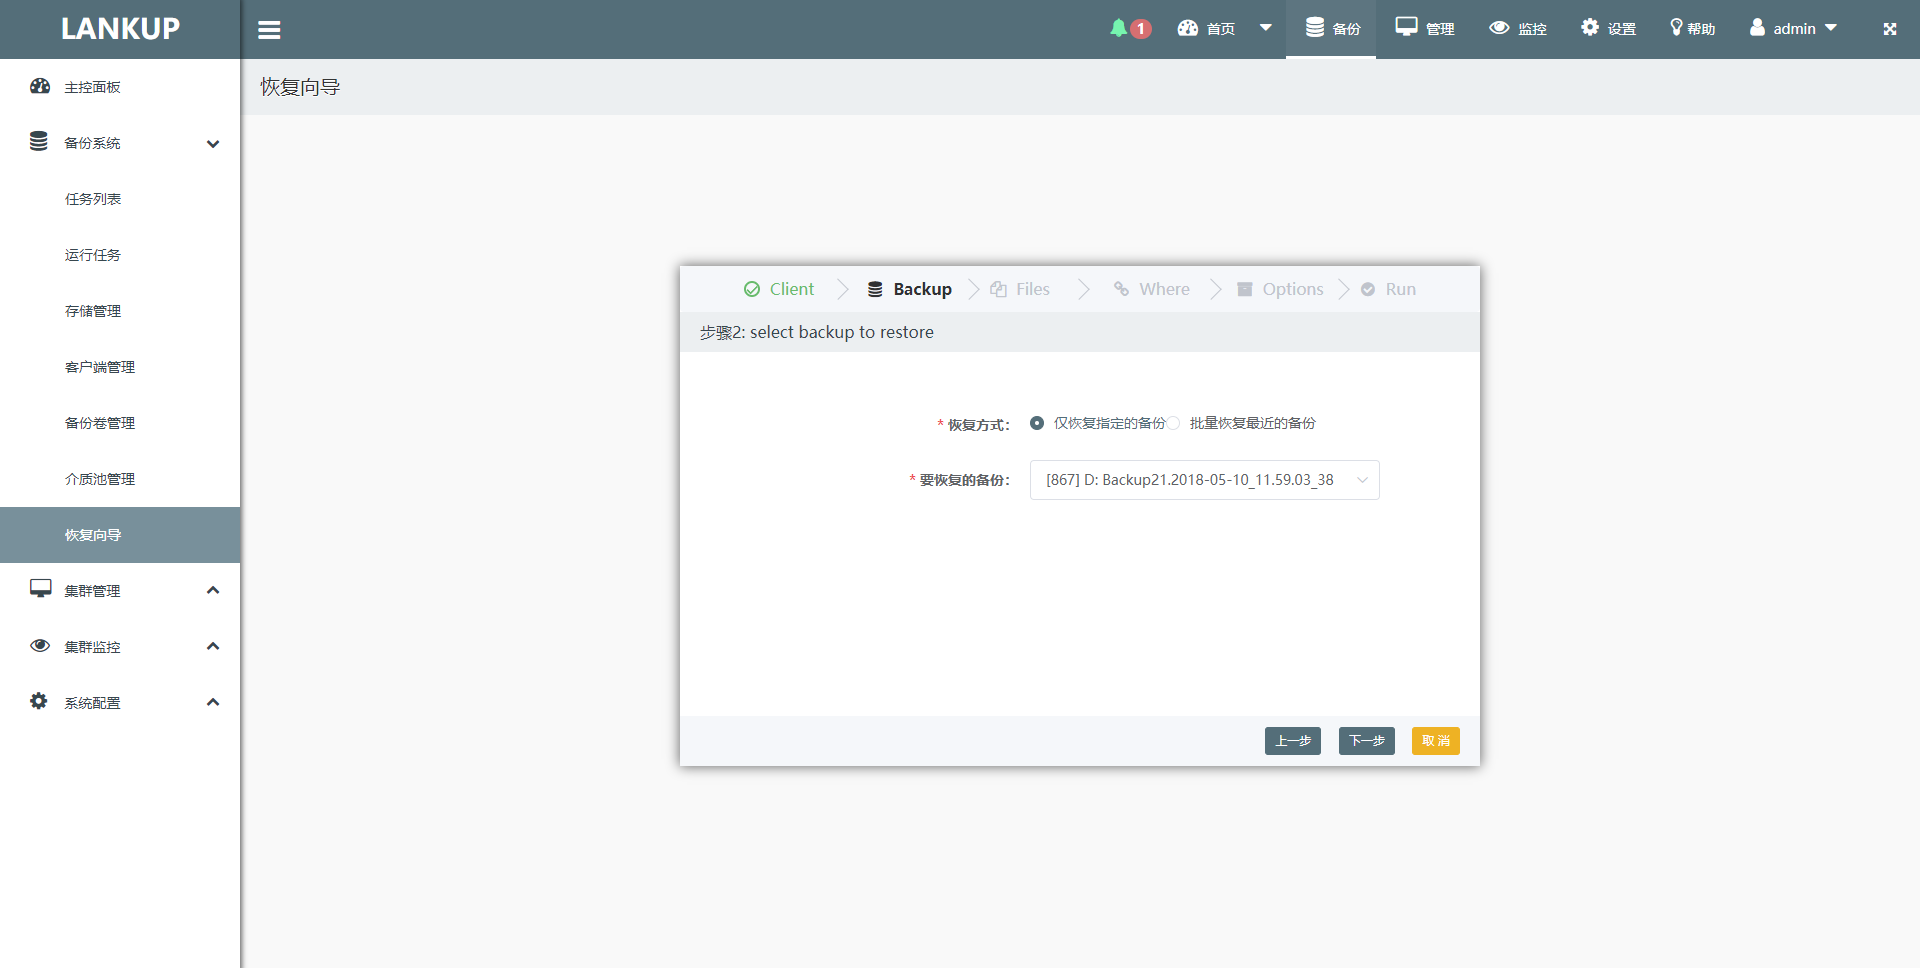 LANKUP
1
首页
备份
管理
监控
设置
帮助
admin
主控面板
备份系统
任务列表
运行任务
存储管理
客户端管理
备份卷管理
介质池管理
恢复向导
集群管理
集群监控
系统配置
恢复向导
Client
Backup
Files
Where
Options
Run
步骤2: select backup to restore
* 恢复方式： 仅恢复指定的备份 批量恢复最近的备份
* 要恢复的备份： [867] D: Backup21.2018-05-10_11.59.03_38
上一步 下一步 取 消